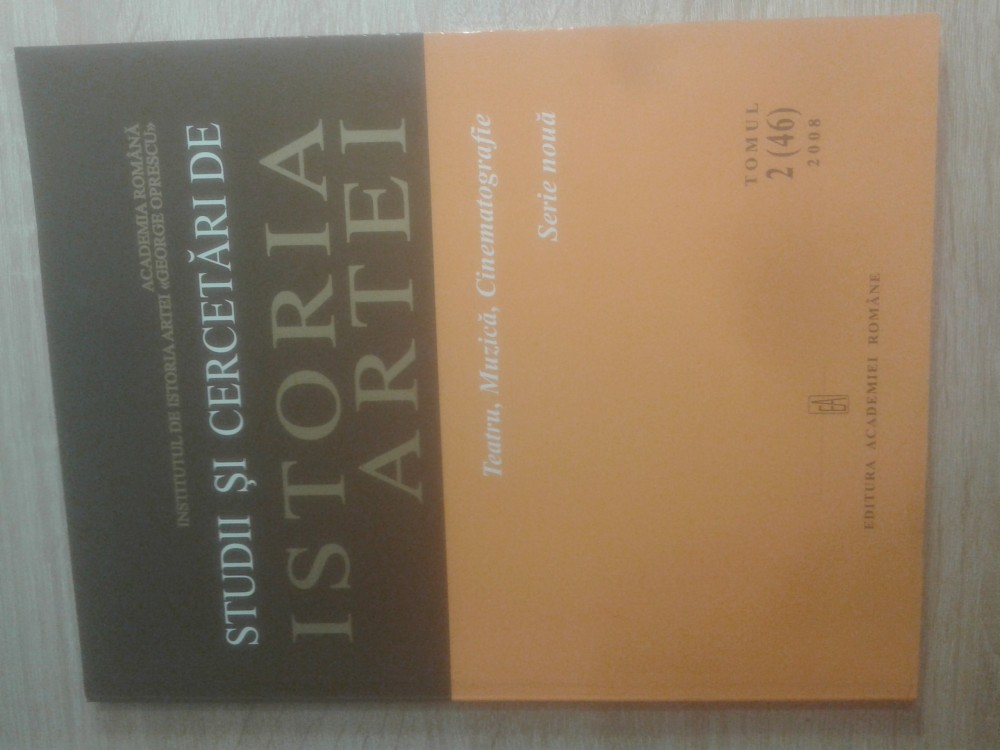 ACADEMIA ROMÂNĂ
INSTITUTUL DE ISTORIA ARTEI «GEORGE OPRESCU»
STUDII ŞI CERCETĂRI DE
ISTORIA
ARTEI
Teatru, Muzică, Cinematografie
Serie nouă
TOMUL
2 (46)
2008
EA
EDITURA ACADEMIEI ROMÂNE